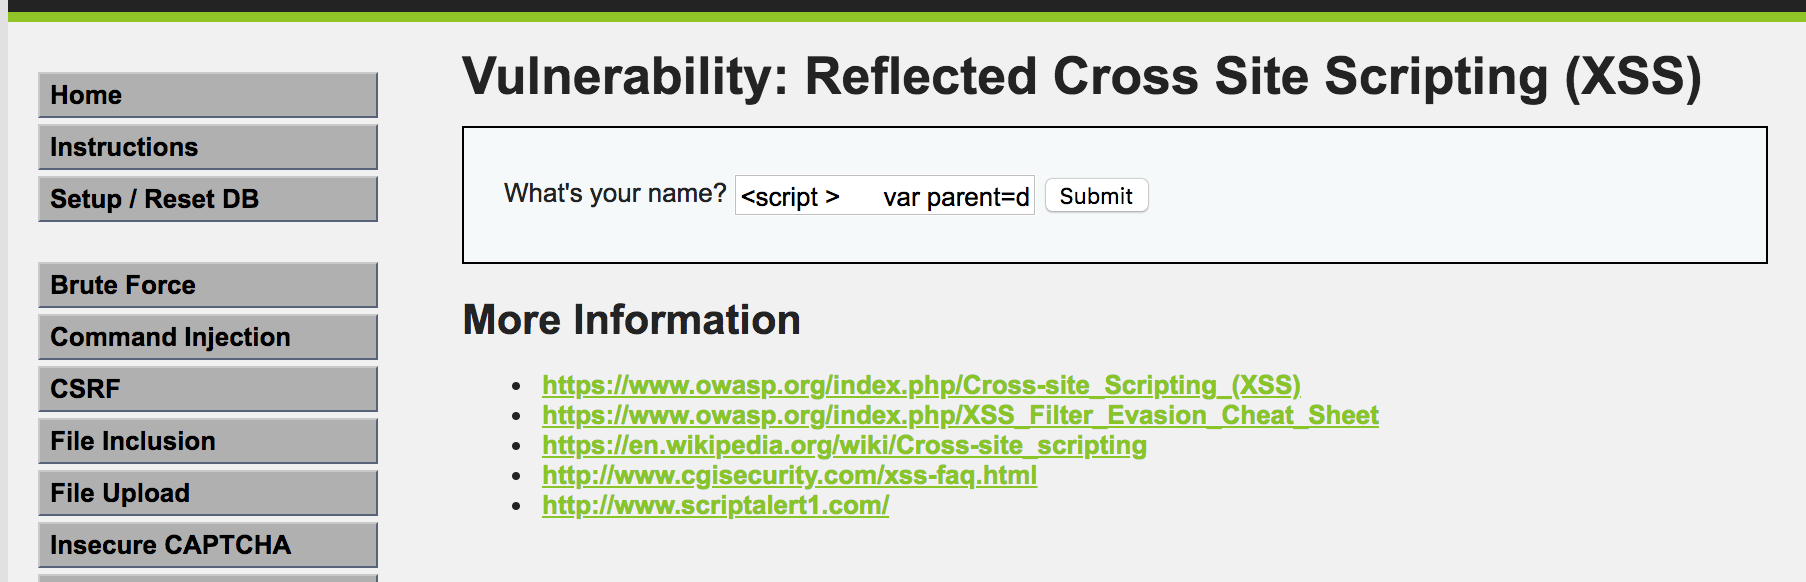 Home
Instructions
Setup / Reset DB
Brute Force
Command Injection
CSRF
File Inclusion
File Upload
Insecure CAPTCHA
Vulnerability: Reflected Cross Site Scripting (XSS)
What's your name? <script > var parent=d Submit
More Information
https://www.owasp.org/index.php/Cross-site_Scripting_(XSS)
https://www.owasp.org/index.php/XSS_Filter_Evasion_Cheat_Sheet
https://en.wikipedia.org/wiki/Cross-site_scripting
http://www.cgisecurity.com/xss-faq.html
http://www.scriptalert1.com/